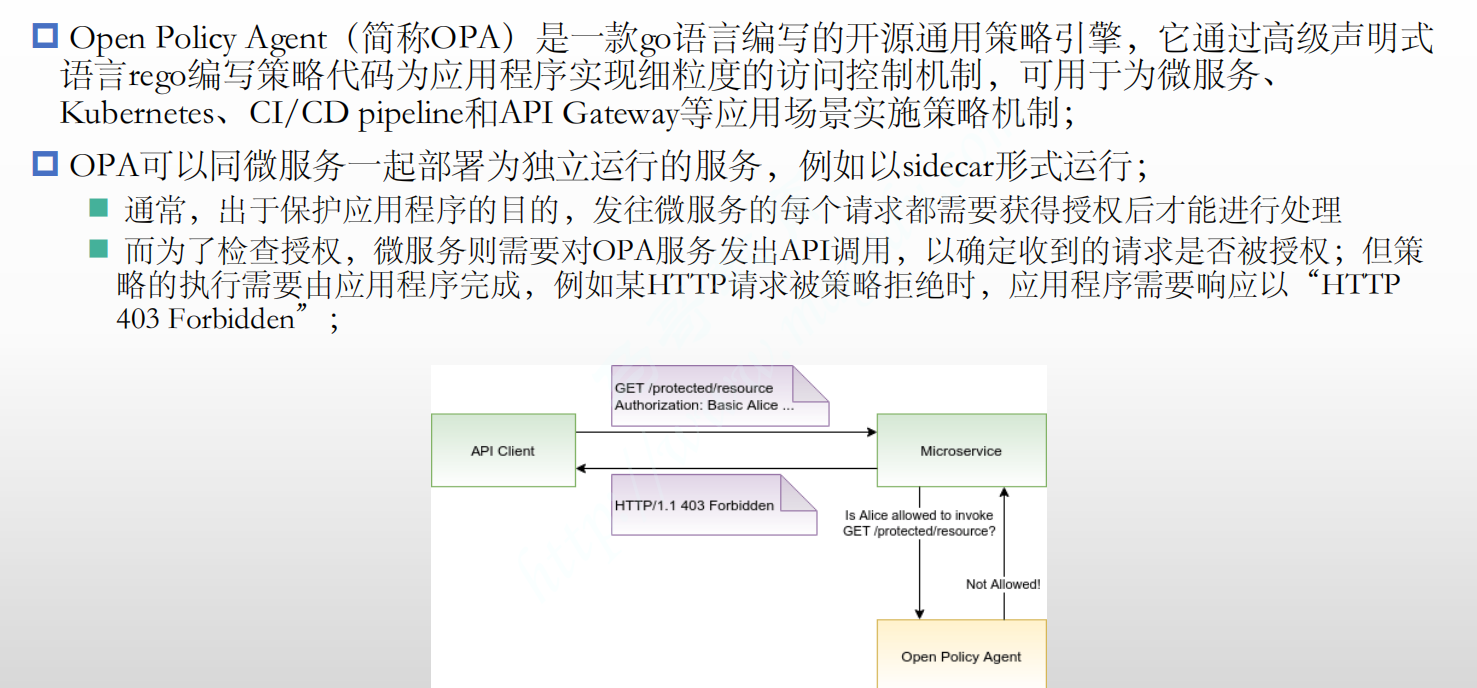 Open Policy Agent（简称OPA）是一款go语言编写的开源通用策略引擎，它通过高级声明式
语言rego编写策略代码为应用程序实现细粒度的访问控制机制，可用于为微服务、
Kubernetes、CI/CD pipeline和API Gateway等应用场景实施策略机制；
OPA可以同微服务一起部署为独立运行的服务，例如以sidecar形式运行；
通常，出于保护应用程序的目的，发往微服务的每个请求都需要获得授权后才能进行处理
而为了检查授权，微服务则需要对OPA服务发出API调用，以确定收到的请求是否被授权；但策
略的执行需要由应用程序完成，例如某HTTP请求被策略拒绝时，应用程序需要响应以“HTTP
403 Forbidden”；
GET /protected/resource
Authorization: Basic Alice ...
API Client
Microservice
HTTP/1.1 403 Forbidden
Is Alice allowed to invoke
GET /protected/resource?
Not Allowed!
Open Policy Agent